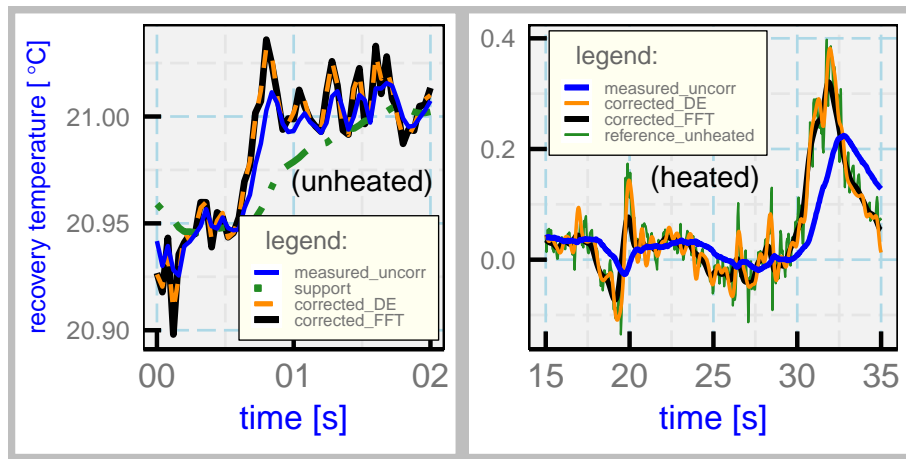 recovery temperature [ °C]
21.00
20.95
20.90
(unheated)
legend:
measured_uncorr
support
corrected_DE
corrected_FFT
00 01 02
time [s]
0.4
0.2
0.0
legend:
measured_uncorr
corrected_DE
corrected_FFT
reference_unheated
(heated)
15 20 25 30 35
time [s]